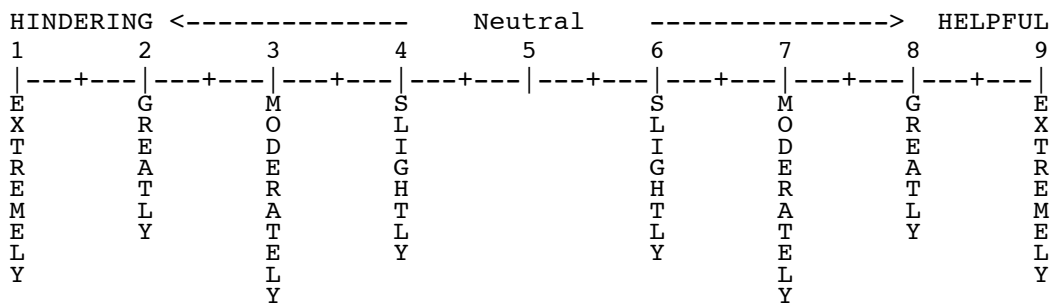 HINDERING <-------------- Neutral ---------------> HELPFUL
1 2 3 4 5 6 7 8 9
|---+---|---+---|---+---|---+---|---+---|---+---|---+---|---+---|
EXTREMELY
GREATLY
MODERATELY
SLIGHTLY
SLIGHTLY
MODERATELY
GREATLY
EXTREMELY